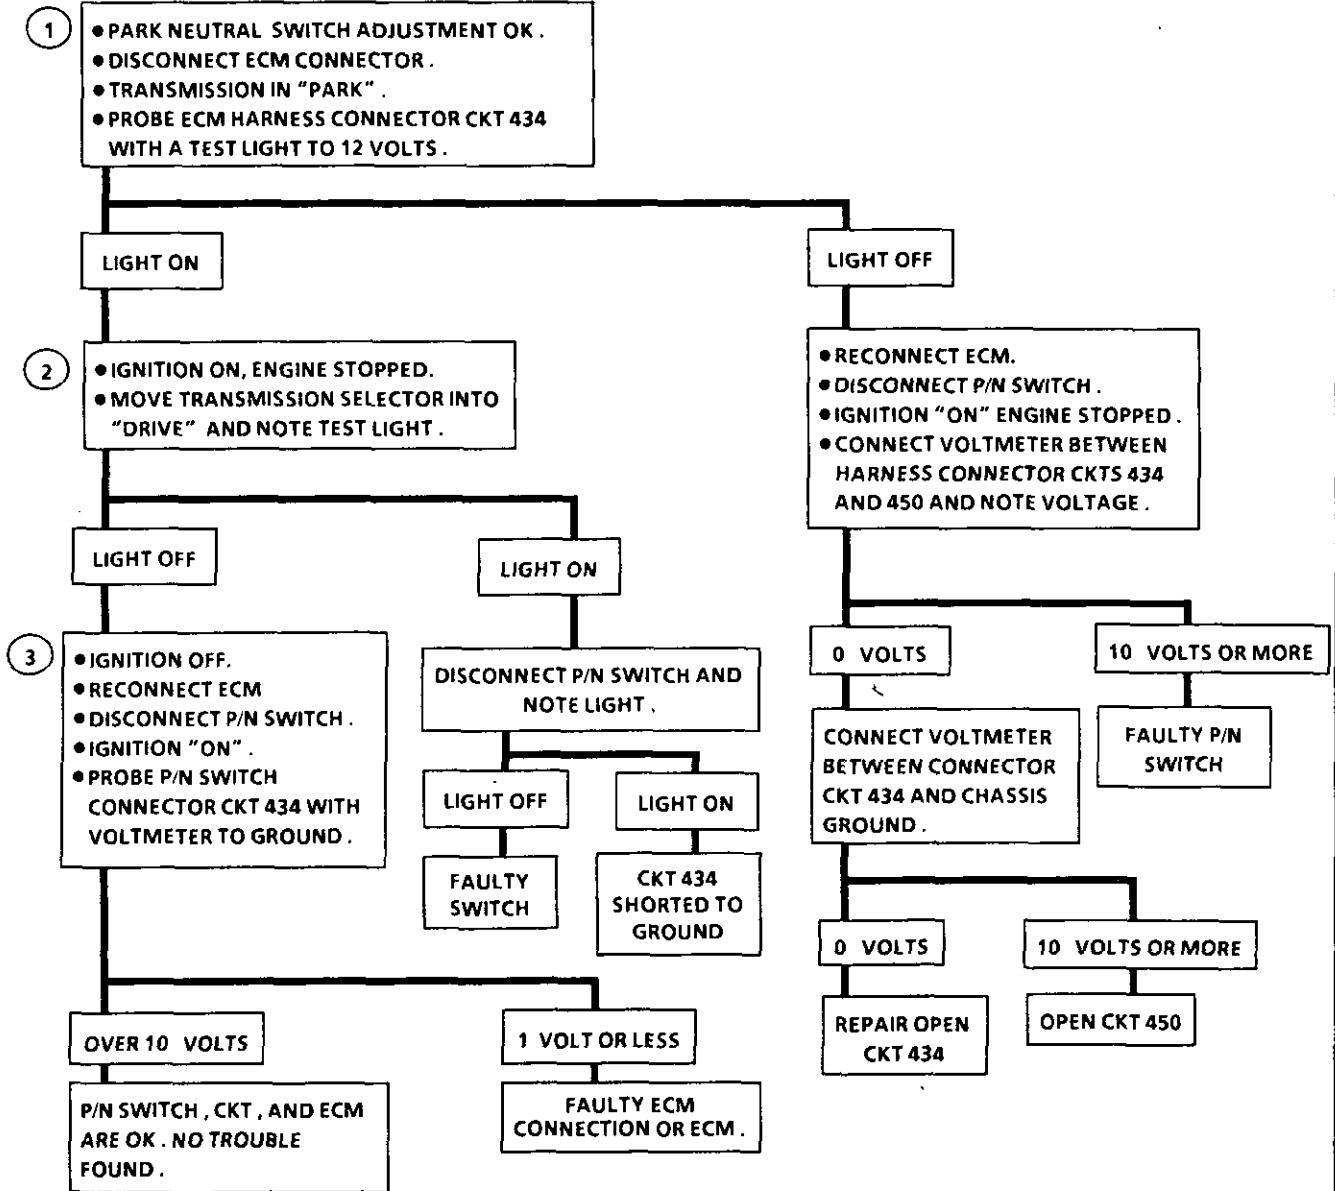 1
• PARK NEUTRAL SWITCH ADJUSTMENT OK.
• DISCONNECT ECM CONNECTOR.
• TRANSMISSION IN "PARK".
• PROBE ECM HARNESS CONNECTOR CKT 434
WITH A TEST LIGHT TO 12 VOLTS.
LIGHT ON
LIGHT OFF
2
• IGNITION ON, ENGINE STOPPED.
• MOVE TRANSMISSION SELECTOR INTO
"DRIVE" AND NOTE TEST LIGHT.
• RECONNECT ECM.
• DISCONNECT P/N SWITCH.
• IGNITION "ON" ENGINE STOPPED.
• CONNECT VOLTMETER BETWEEN
HARNESS CONNECTOR CKTS 434
AND 450 AND NOTE VOLTAGE.
LIGHT OFF
LIGHT ON
3
• IGNITION OFF.
• RECONNECT ECM
• DISCONNECT P/N SWITCH.
• IGNITION "ON".
• PROBE P/N SWITCH
CONNECTOR CKT 434 WITH
VOLTMETER TO GROUND.
DISCONNECT P/N SWITCH AND
NOTE LIGHT.
0 VOLTS
10 VOLTS OR MORE
CONNECT VOLTMETER
BETWEEN CONNECTOR
CKT 434 AND CHASSIS
GROUND.
FAULTY P/N
SWITCH
LIGHT OFF
LIGHT ON
FAULTY
SWITCH
CKT 434
SHORTED TO
GROUND
0 VOLTS
10 VOLTS OR MORE
REPAIR OPEN
CKT 434
OPEN CKT 450
OVER 10 VOLTS
1 VOLT OR LESS
P/N SWITCH, CKT, AND ECM
ARE OK. NO TROUBLE
FOUND.
FAULTY ECM
CONNECTION OR ECM.